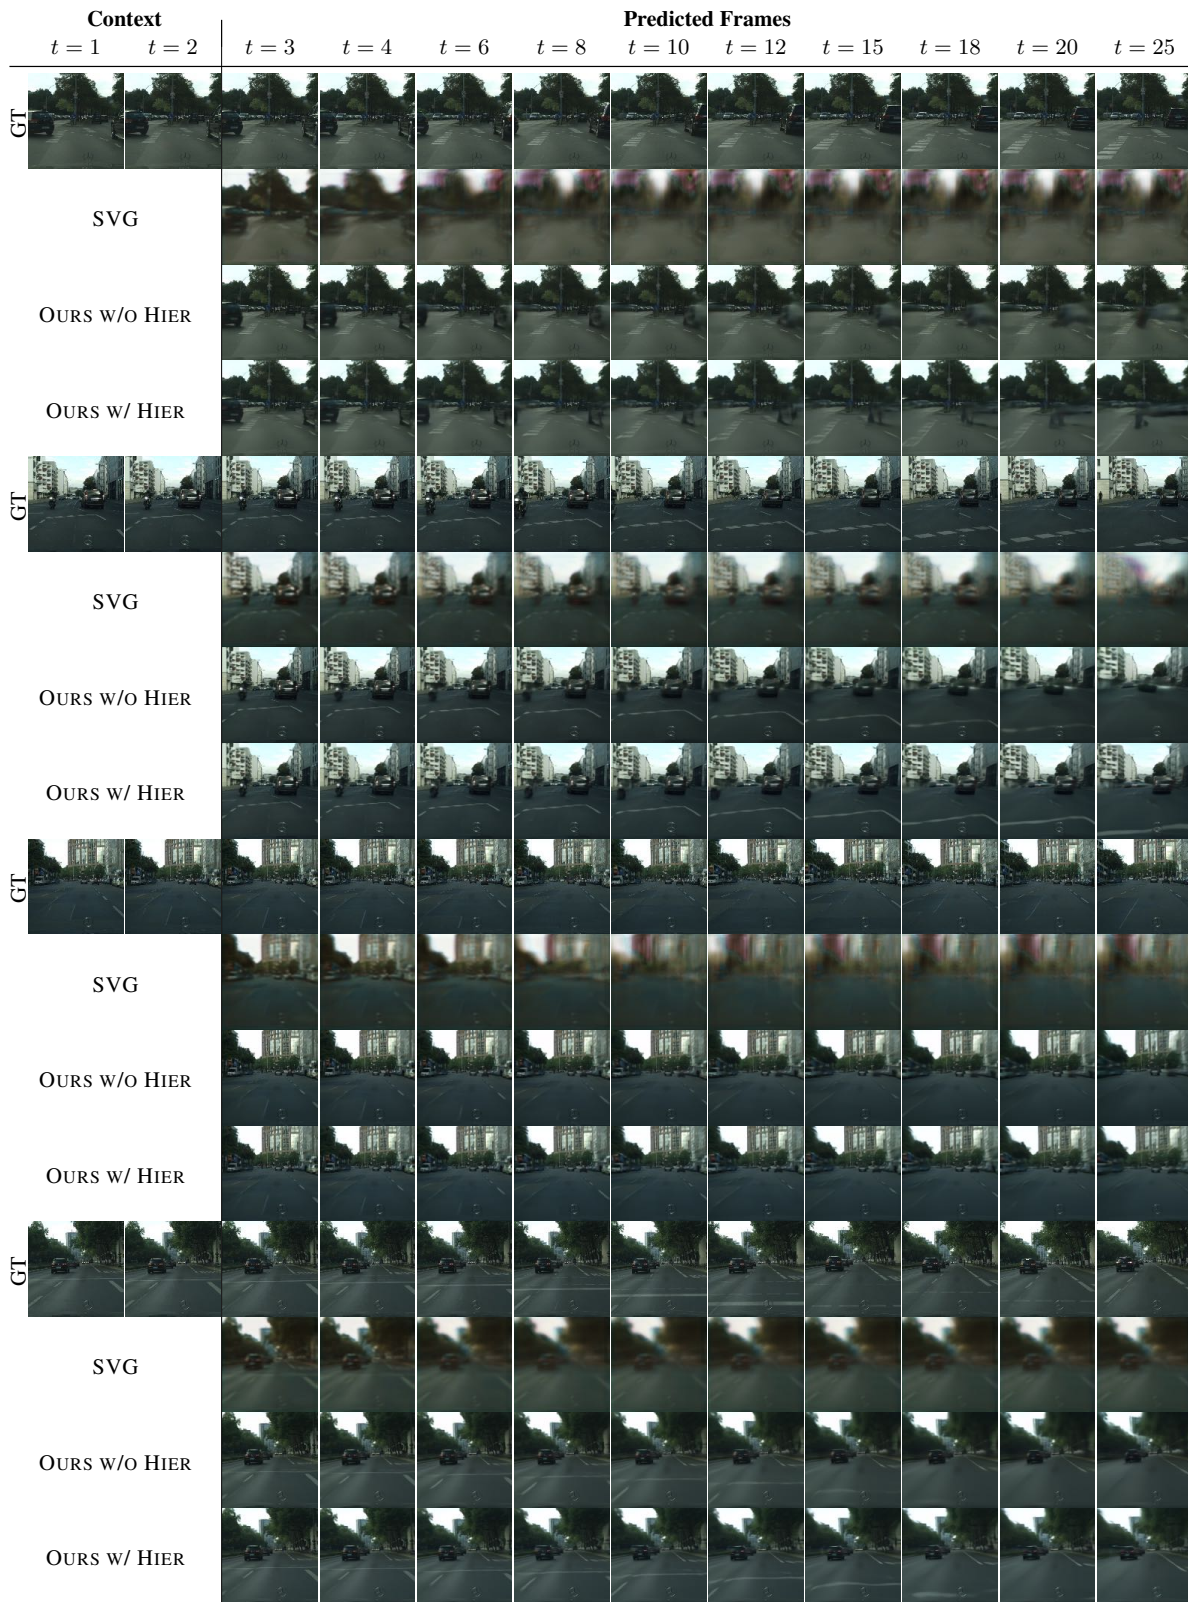 Context Predicted Frames
t = 1 t = 2 t = 3 t = 4 t = 6 t = 8 t = 10 t = 12 t = 15 t = 18 t = 20 t = 25
GT
SVG
OURS W/O HIER
OURS W/ HIER
GT
SVG
OURS W/O HIER
OURS W/ HIER
GT
SVG
OURS W/O HIER
OURS W/ HIER
GT
SVG
OURS W/O HIER
OURS W/ HIER